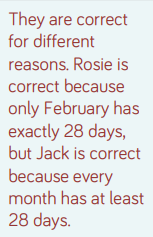 They are correct
for different
reasons. Rosie is
correct because
only February has
exactly 28 days,
but Jack is correct
because every
month has at least
28 days.